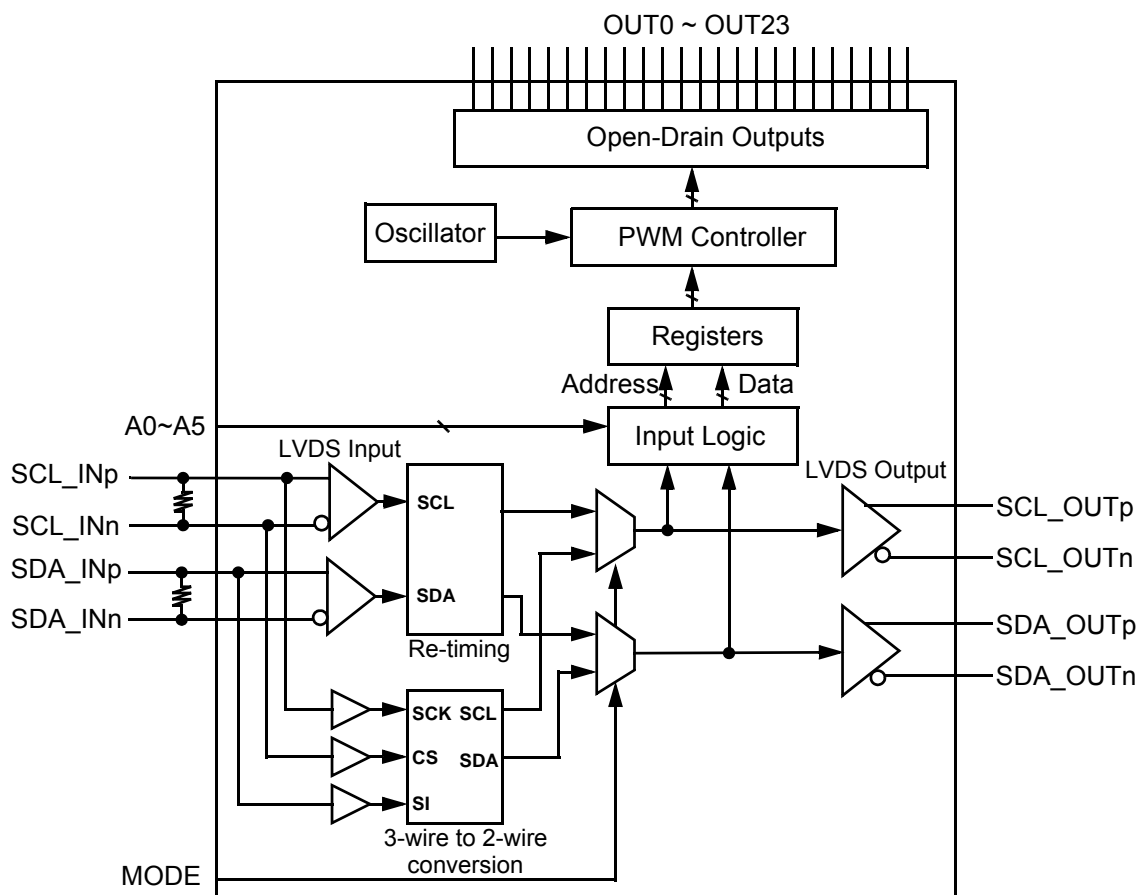 OUT0 ~ OUT23
Open-Drain Outputs
Oscillator
PWM Controller
Registers
Address
Data
A0~A5
Input Logic
LVDS Input
LVDS Output
SCL_INp
SCL_INn
SDA_INp
SDA_INn
SCL
SDA
Re-timing
SCL_OUTp
SCL_OUTn
SDA_OUTp
SDA_OUTn
SCK SCL
CS SDA
SI
3-wire to 2-wire
conversion
MODE